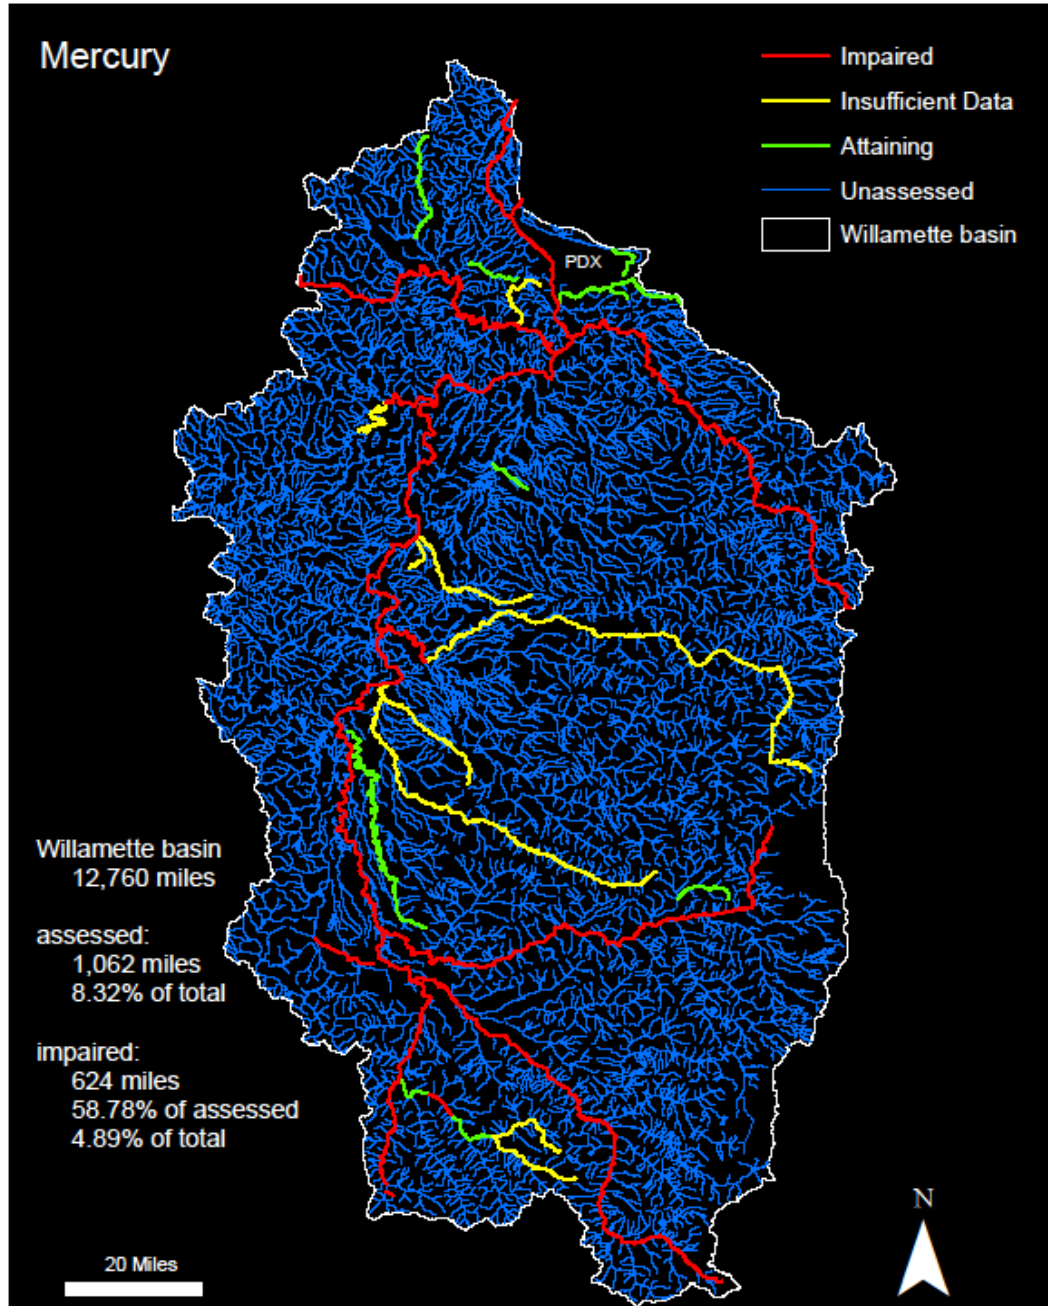 Mercury
Impaired
Insufficient Data
Attaining
Unassessed
Willamette basin
PDX
Willamette basin
12,760 miles
assessed:
1,062 miles
8.32% of total
impaired:
624 miles
58.78% of assessed
4.89% of total
N
20 Miles